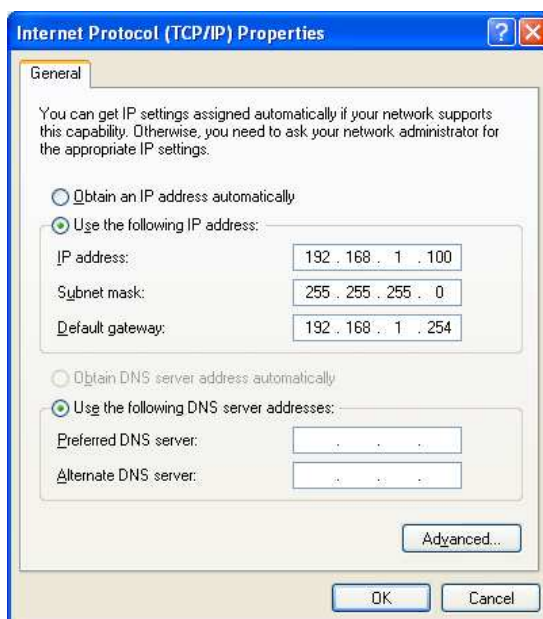 Internet Protocol (TCP/IP) Properties
General
You can get IP settings assigned automatically if your network supports
this capability. Otherwise, you need to ask your network administrator for
the appropriate IP settings.
Obtain an IP address automatically
Use the following IP address:
IP address: 192 . 168 . 1 . 100
Subnet mask: 255 . 255 . 255 . 0
Default gateway: 192 . 168 . 1 . 254
Obtain DNS server address automatically
Use the following DNS server addresses:
Preferred DNS server: . . .
Alternate DNS server: . . .
Advanced...
OK Cancel